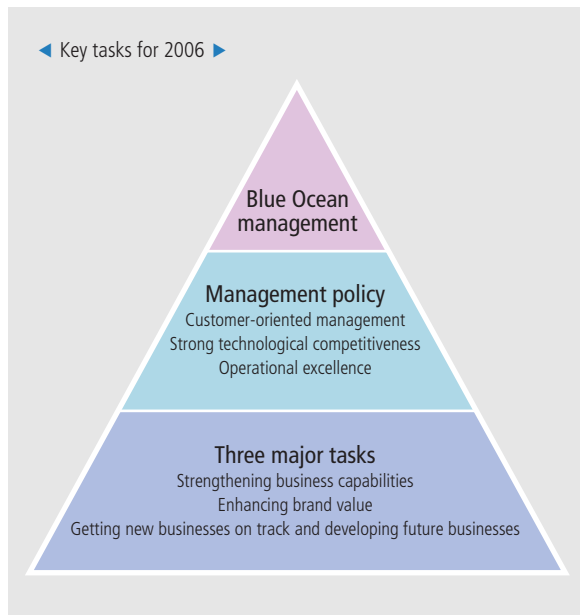 ◀ Key tasks for 2006 ▶
Blue Ocean
management
Management policy
Customer-oriented management
Strong technological competitiveness
Operational excellence
Three major tasks
Strengthening business capabilities
Enhancing brand value
Getting new businesses on track and developing future businesses